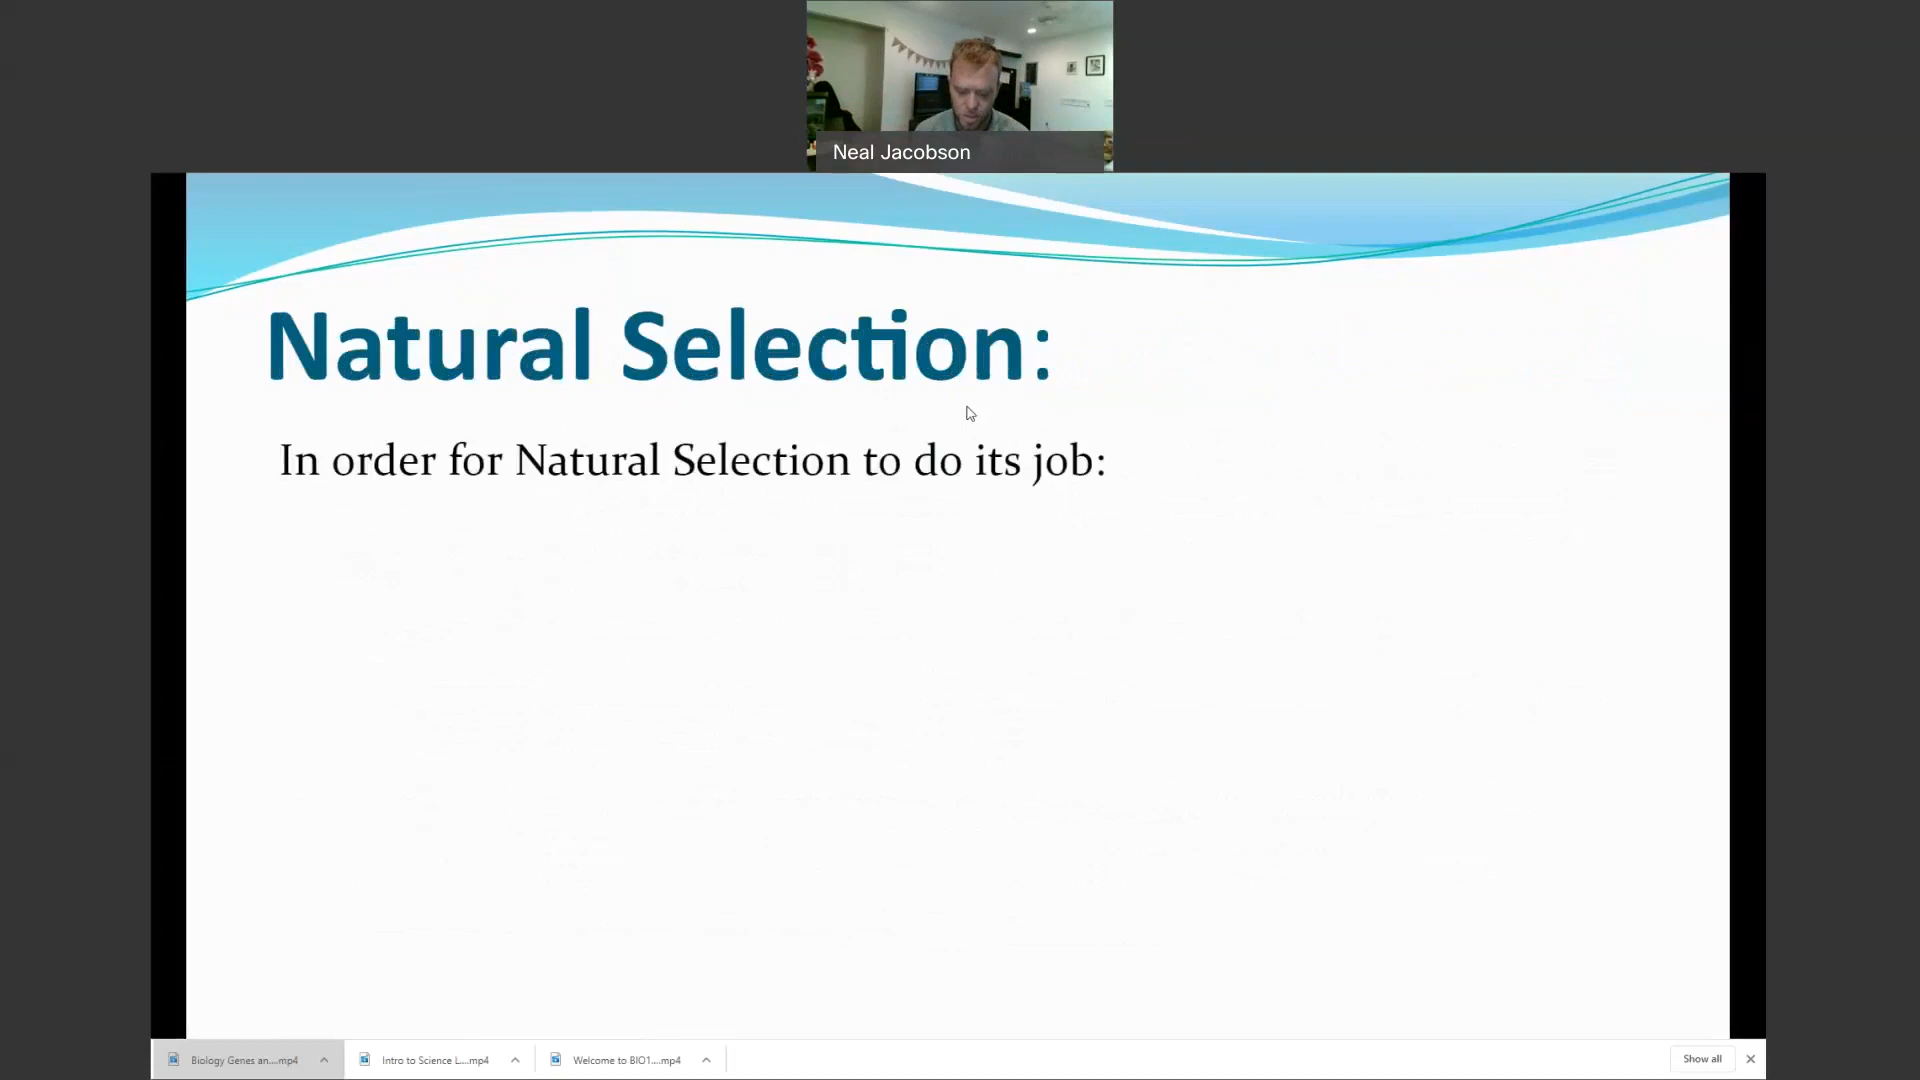 Neal Jacobson
Natural Selection:
In order for Natural Selection to do its job:
Biology Genes an....mp4
Intro to Science L....mp4
Welcome to BIO1....mp4
Show all